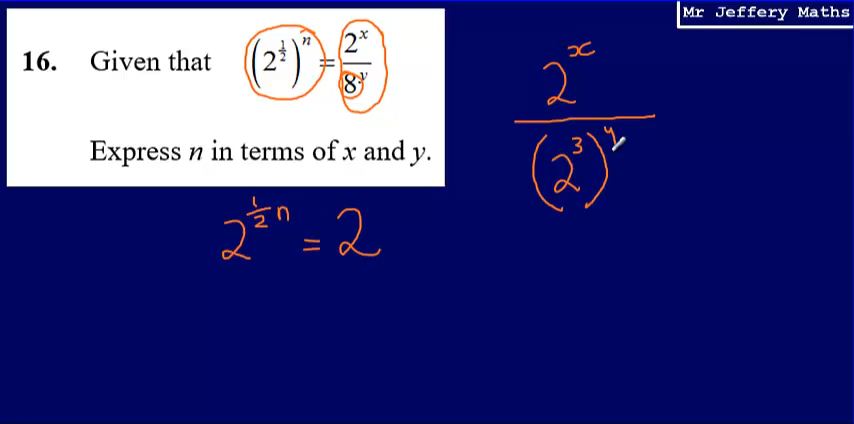 Mr Jeffery Maths
16. Given that (2^½)^n = 2^x / 8^y
Express n in terms of x and y.
2^x / (2^3)^y
2^(½n) = 2